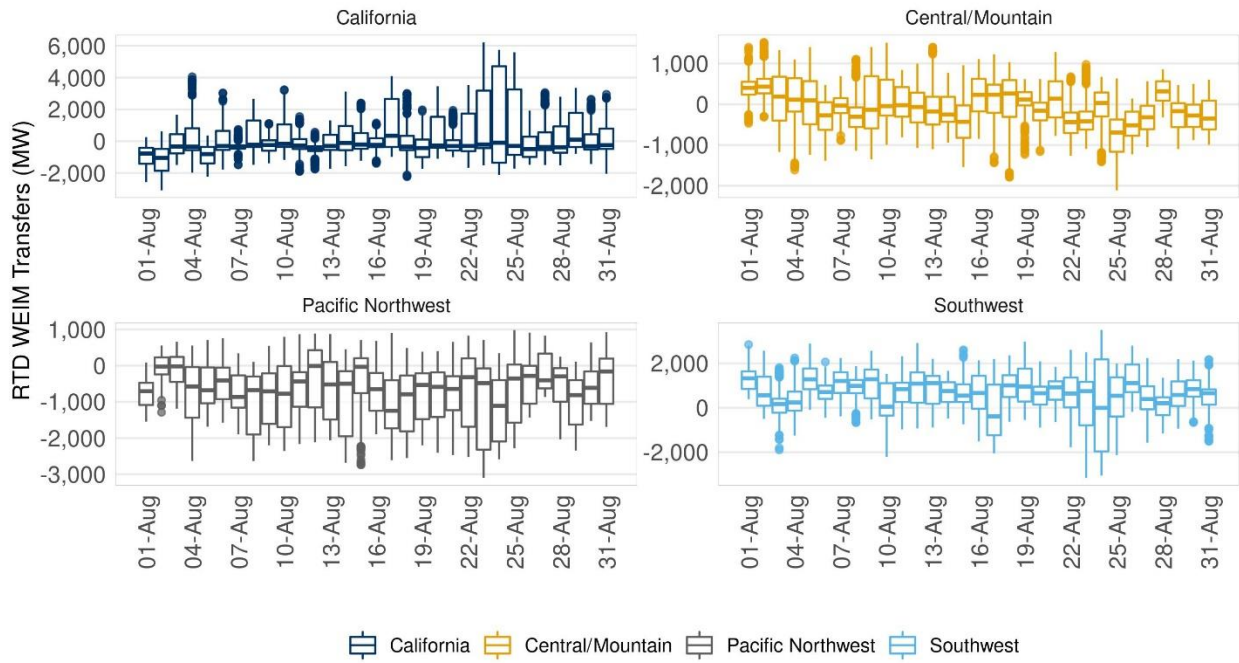 California
Central/Mountain
RTD WEIM Transfers (MW)
6,000
4,000
2,000
0
-2,000
1,000
0
-1,000
-2,000
01-Aug 04-Aug 07-Aug 10-Aug 13-Aug 16-Aug 19-Aug 22-Aug 25-Aug 28-Aug 31-Aug
01-Aug 04-Aug 07-Aug 10-Aug 13-Aug 16-Aug 19-Aug 22-Aug 25-Aug 28-Aug 31-Aug
Pacific Northwest
Southwest
1,000
0
-1,000
-2,000
-3,000
2,000
0
-2,000
01-Aug 04-Aug 07-Aug 10-Aug 13-Aug 16-Aug 19-Aug 22-Aug 25-Aug 28-Aug 31-Aug
01-Aug 04-Aug 07-Aug 10-Aug 13-Aug 16-Aug 19-Aug 22-Aug 25-Aug 28-Aug 31-Aug
California Central/Mountain Pacific Northwest Southwest